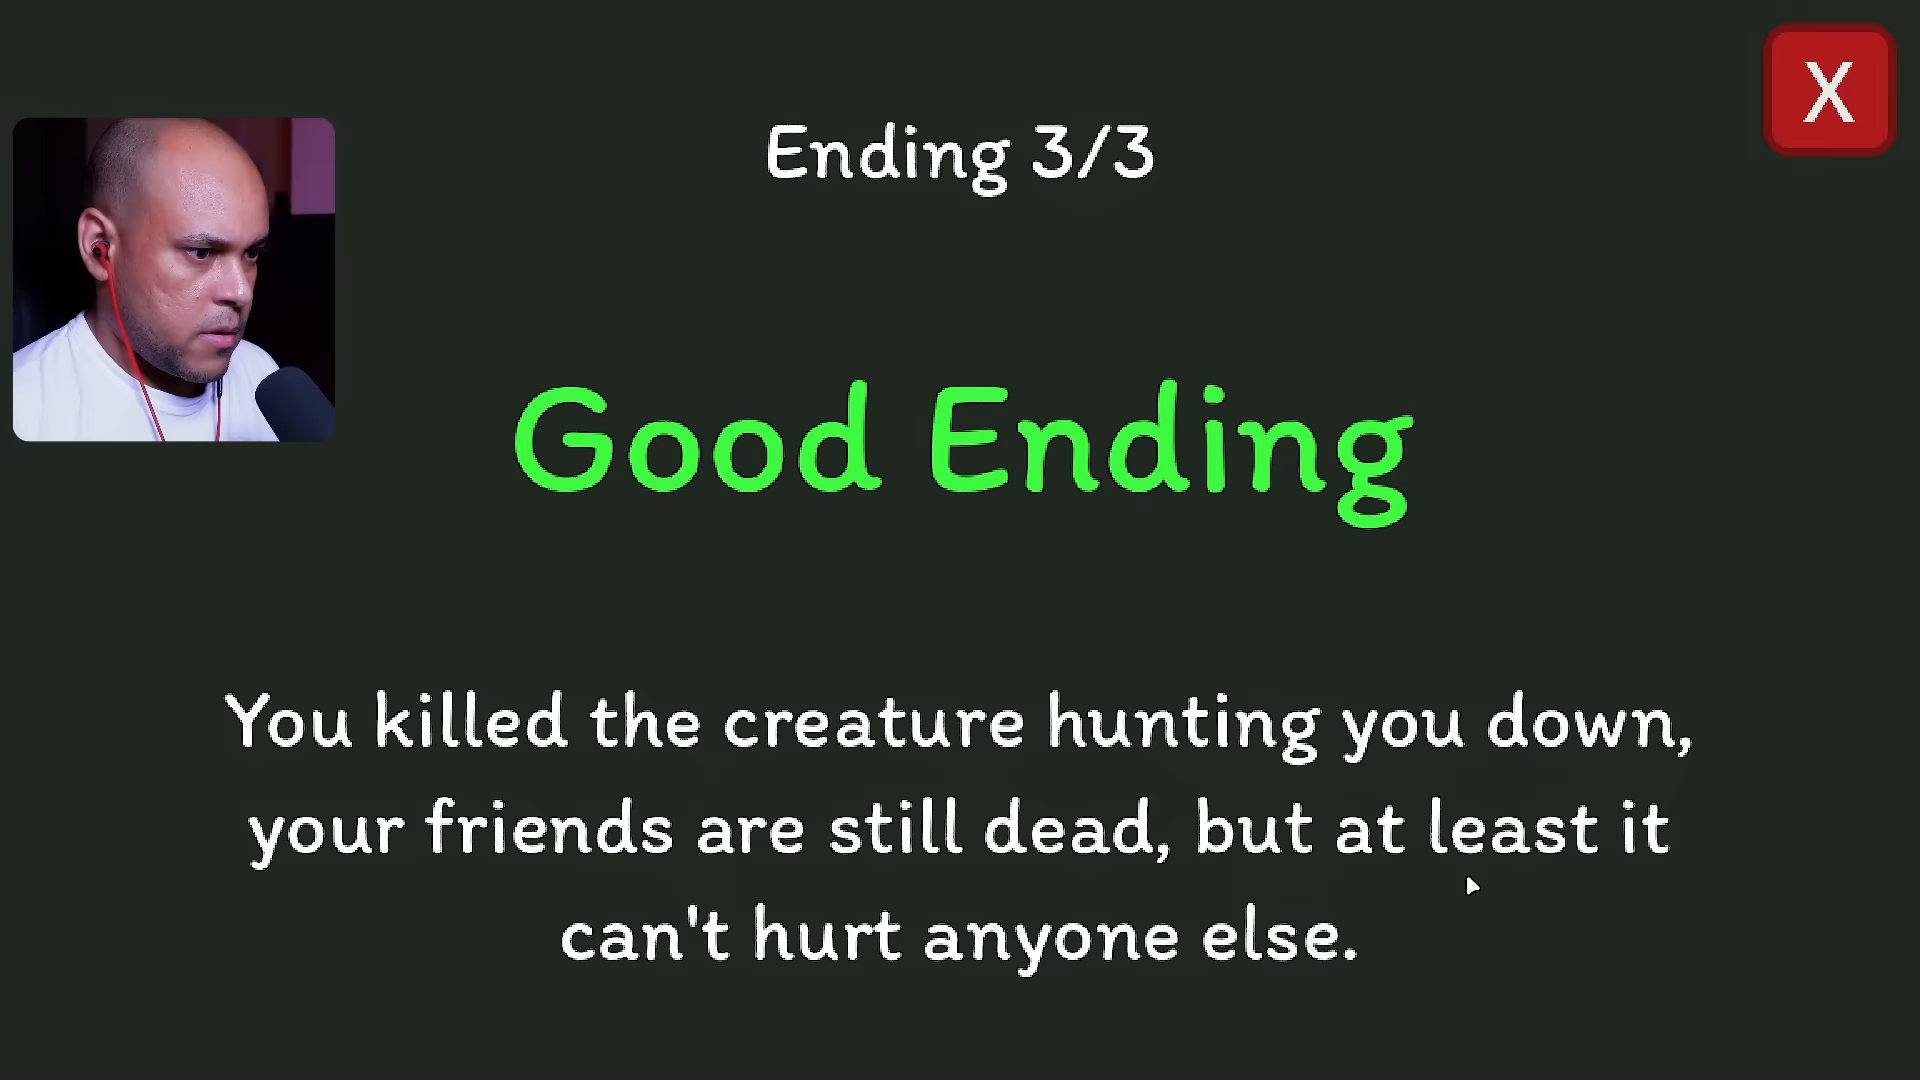 X
Ending 3/3
Good Ending
You killed the creature hunting you down,
your friends are still dead, but at least it
can't hurt anyone else.